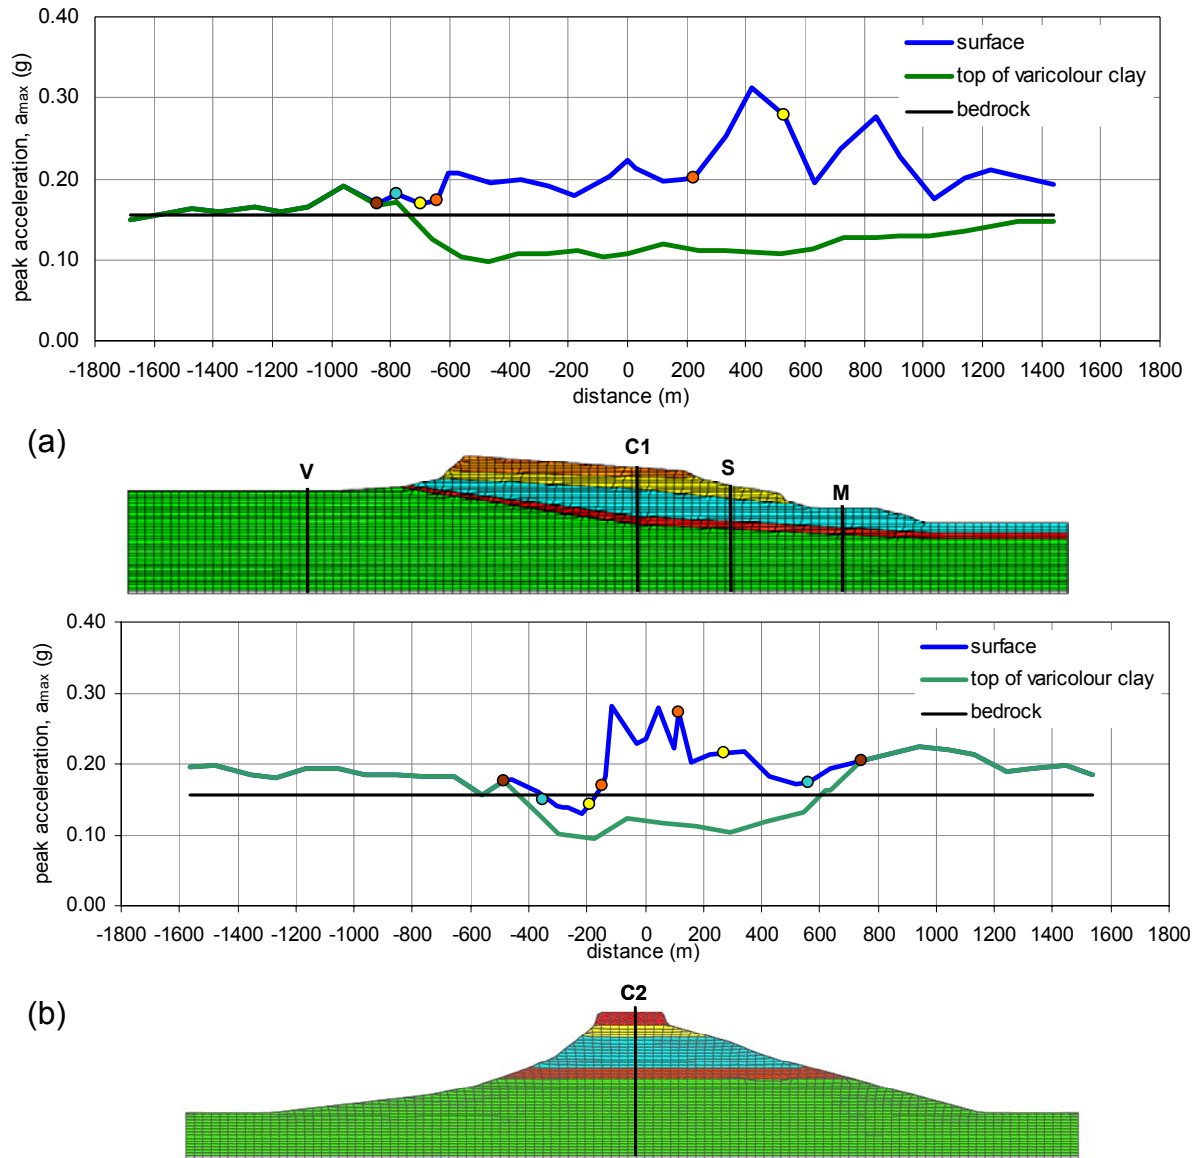 0.40
0.30
0.20
0.10
0.00
peak acceleration, amax (g)
surface
top of varicolour clay
bedrock
-1800 -1600 -1400 -1200 -1000 -800 -600 -400 -200 0 200 400 600 800 1000 1200 1400 1600 1800
distance (m)
(a)
V
C1
S
M
0.40
0.30
0.20
0.10
0.00
peak acceleration, amax (g)
surface
top of varicolour clay
bedrock
-1800 -1600 -1400 -1200 -1000 -800 -600 -400 -200 0 200 400 600 800 1000 1200 1400 1600 1800
distance (m)
(b)
C2